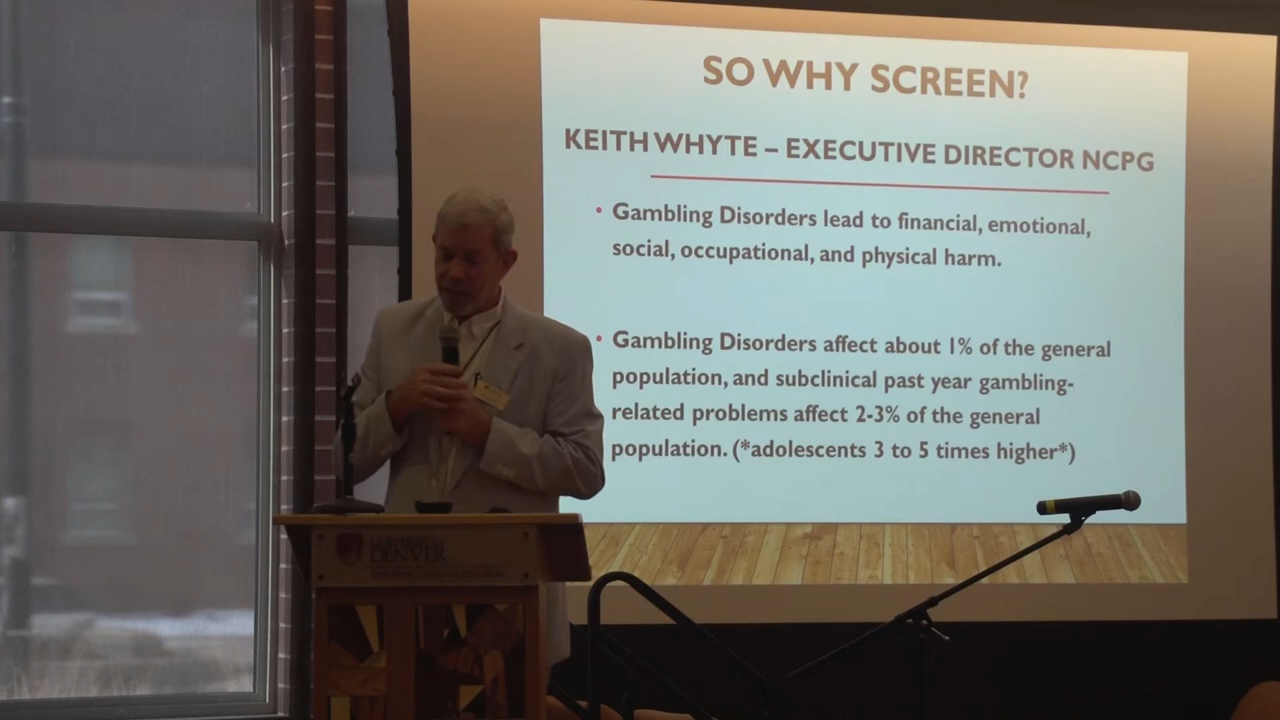 SO WHY SCREEN?
KEITH WHYTE – EXECUTIVE DIRECTOR NCPG
• Gambling Disorders lead to financial, emotional,
social, occupational, and physical harm.
• Gambling Disorders affect about 1% of the general
population, and subclinical past year gambling-
related problems affect 2-3% of the general
population. (*adolescents 3 to 5 times higher*)
UNIVERSITY OF
DENVER